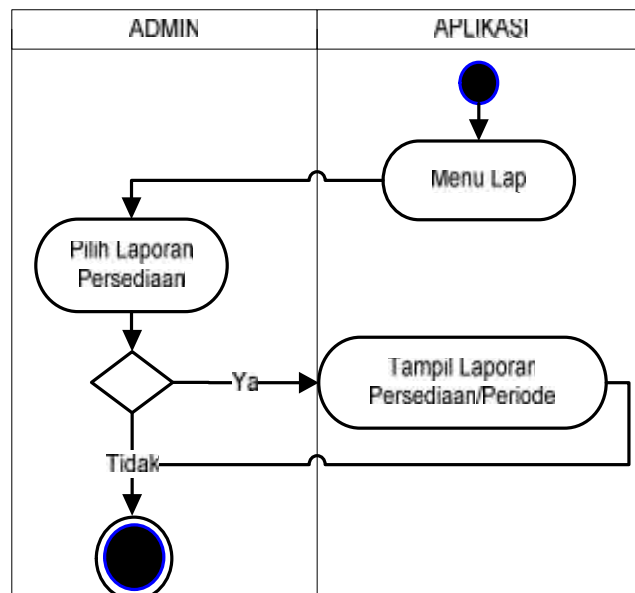 ADMIN
APLIKASI
Menu Lap
Pilih Laporan
Persediaan
Ya
Tampil Laporan
Persediaan/Periode
Tidak